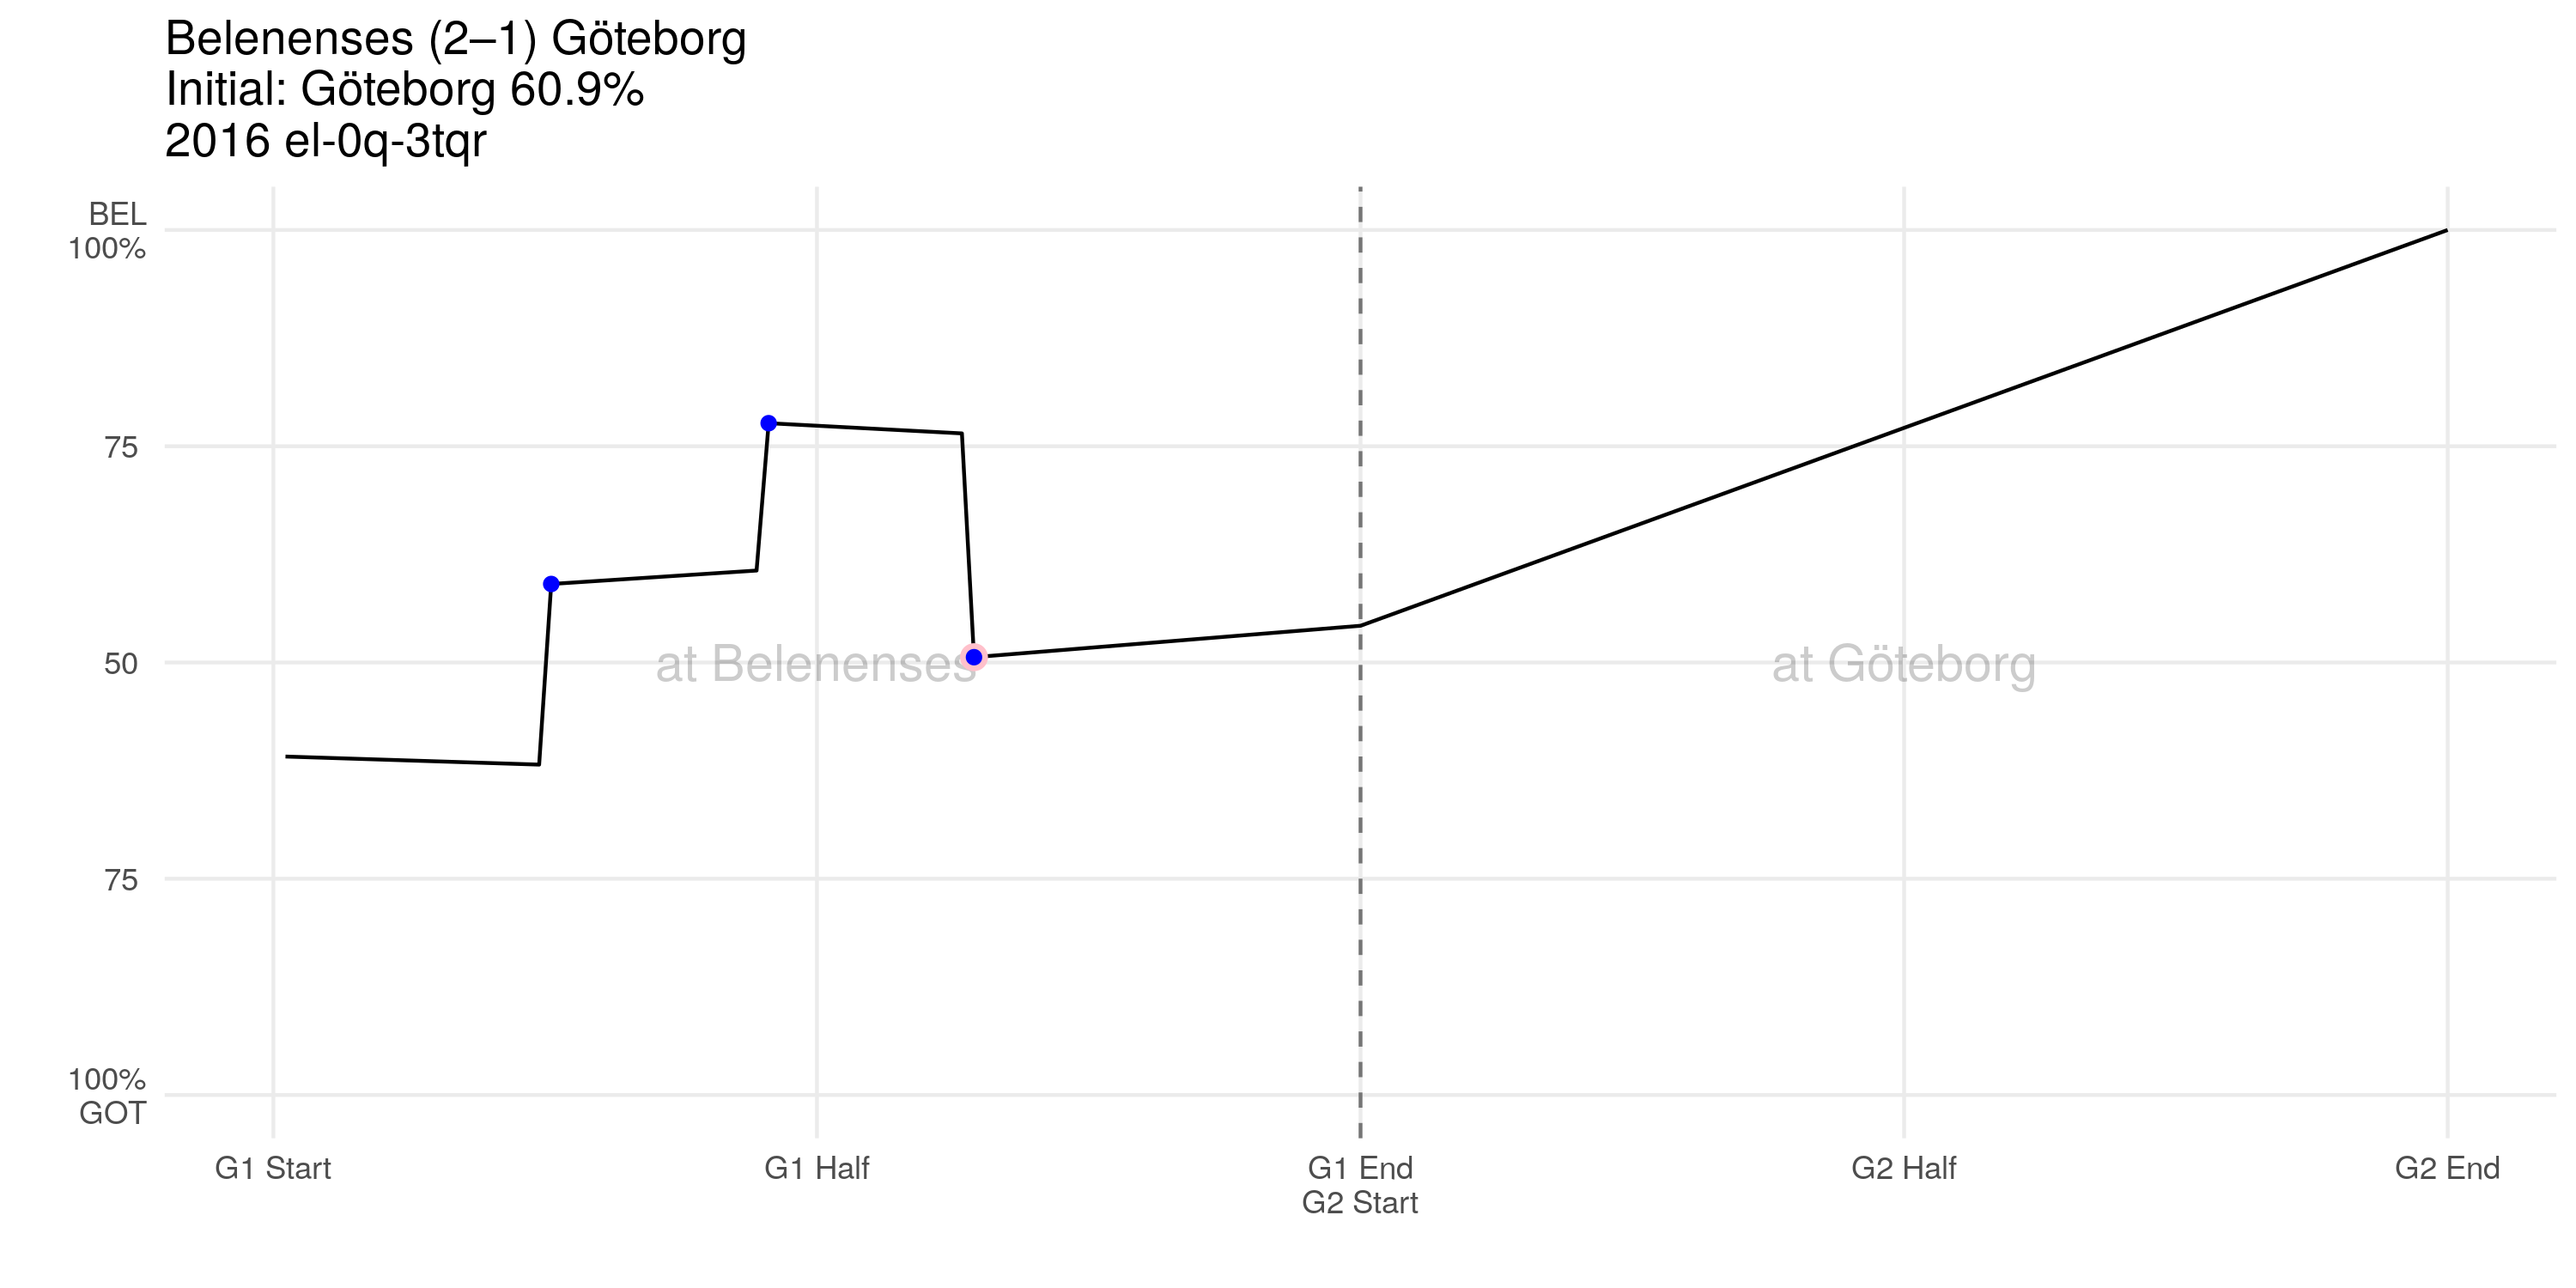 Belenenses (2–1) Göteborg
Initial: Göteborg 60.9%
2016 el-0q-3tqr
BEL
100%
75
50
75
100%
GOT
at Belenenses
at Göteborg
G1 Start
G1 Half
G1 End
G2 Start
G2 Half
G2 End